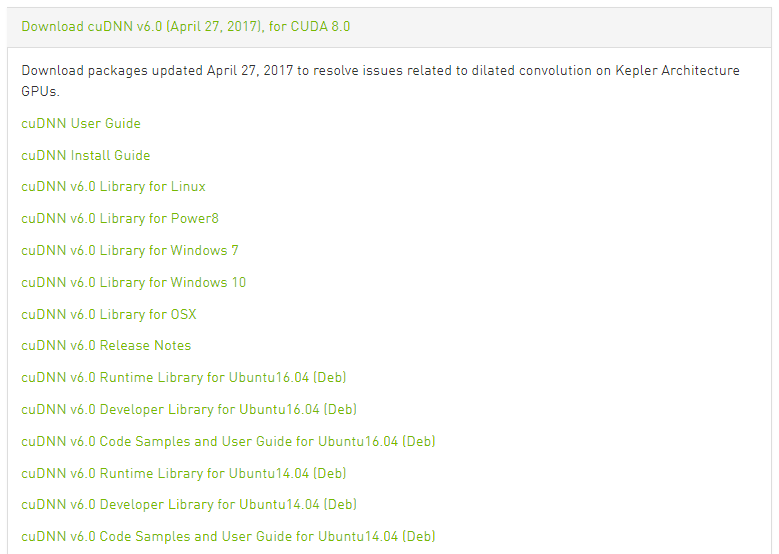 Download cuDNN v6.0 (April 27, 2017), for CUDA 8.0
Download packages updated April 27, 2017 to resolve issues related to dilated convolution on Kepler Architecture
GPUs.
cuDNN User Guide
cuDNN Install Guide
cuDNN v6.0 Library for Linux
cuDNN v6.0 Library for Power8
cuDNN v6.0 Library for Windows 7
cuDNN v6.0 Library for Windows 10
cuDNN v6.0 Library for OSX
cuDNN v6.0 Release Notes
cuDNN v6.0 Runtime Library for Ubuntu16.04 (Deb)
cuDNN v6.0 Developer Library for Ubuntu16.04 (Deb)
cuDNN v6.0 Code Samples and User Guide for Ubuntu16.04 (Deb)
cuDNN v6.0 Runtime Library for Ubuntu14.04 (Deb)
cuDNN v6.0 Developer Library for Ubuntu14.04 (Deb)
cuDNN v6.0 Code Samples and User Guide for Ubuntu14.04 (Deb)